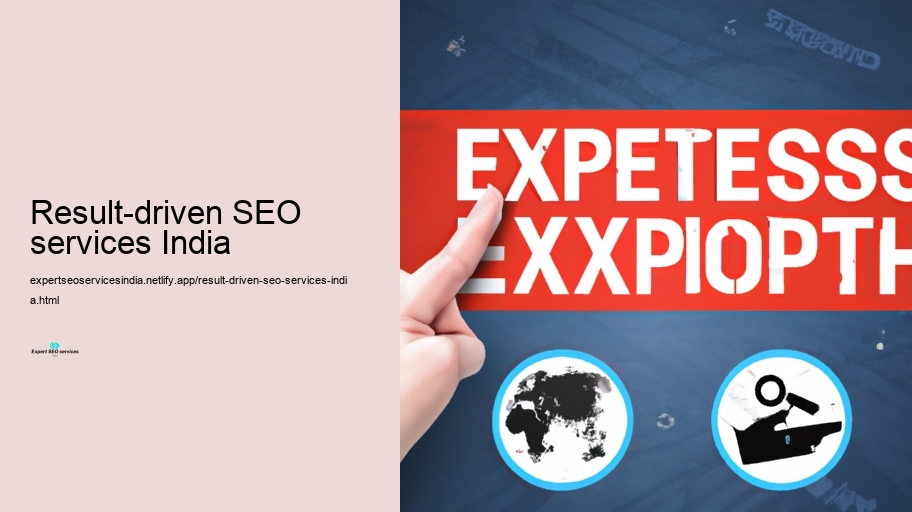 Result-driven SEO
services India
expertseoservicesindia.netlify.app/result-driven-seo-services-indi
a.html
Expert SEO services
EXPETESSS
EXXPIOPTH